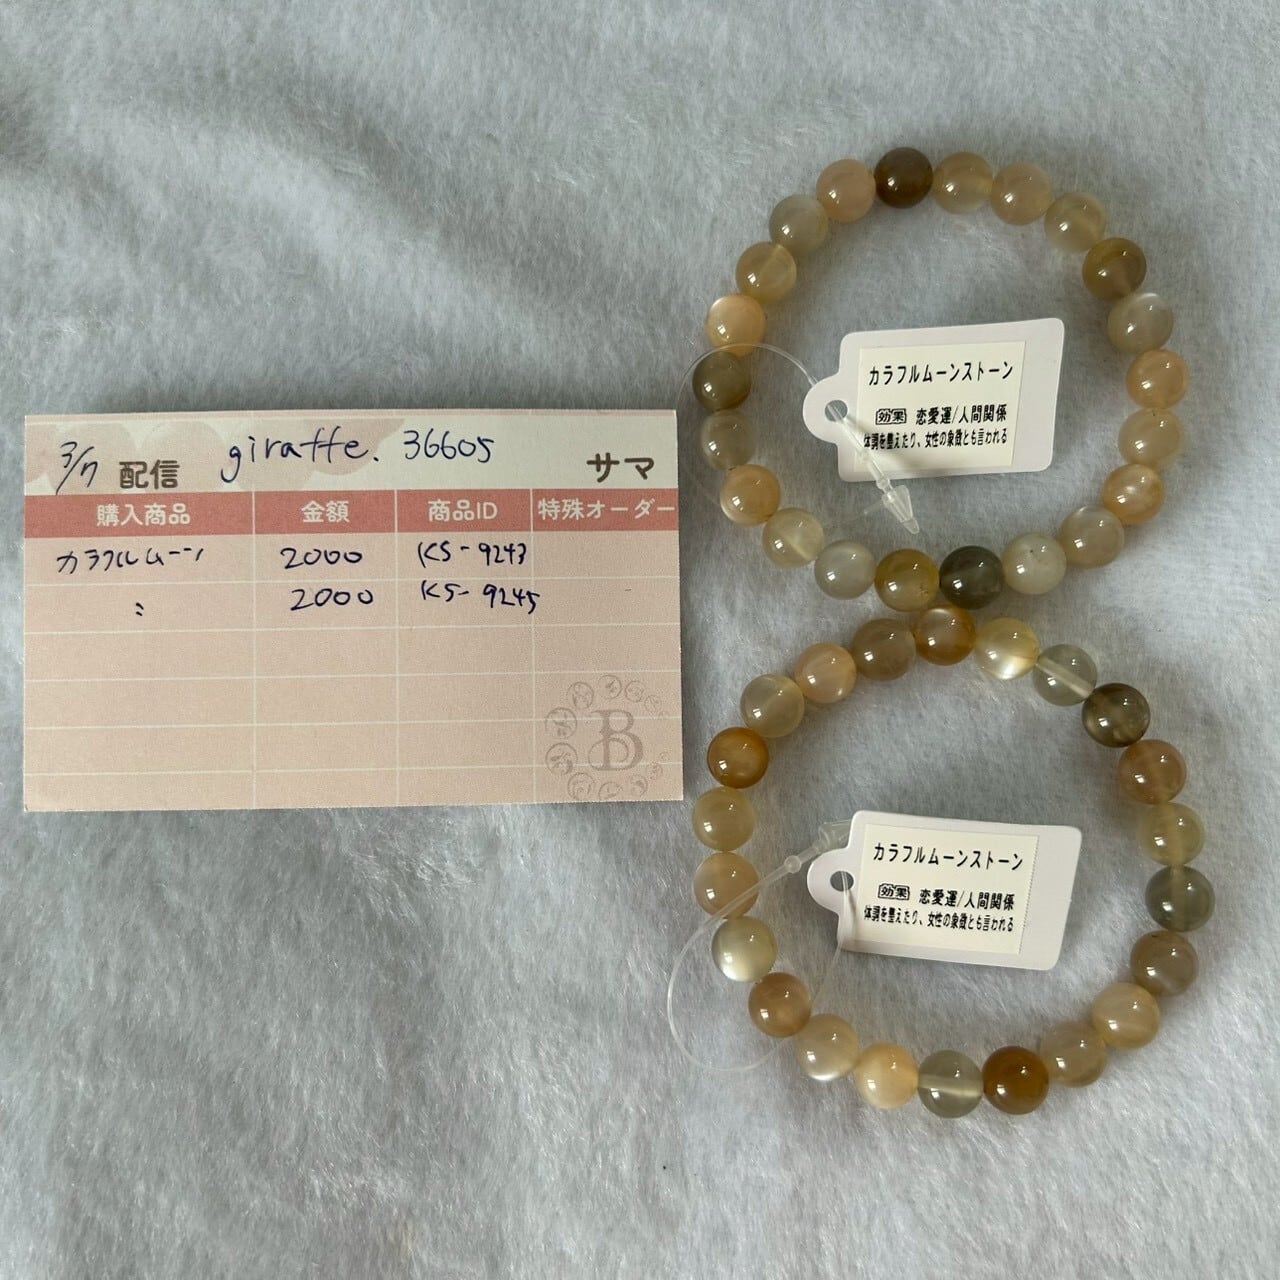 3/7 配信 giraffe.36605 サマ
購入商品 金額 商品ID 特殊オーダー
カラフルムーン 2000 KS-9243
〃 2000 KS-9245
B
カラフルムーンストーン
効果 恋愛運/人間関係
体調を整えたり、女性の象徴とも言われる
カラフルムーンストーン
効果 恋愛運/人間関係
体調を整えたり、女性の象徴とも言われる